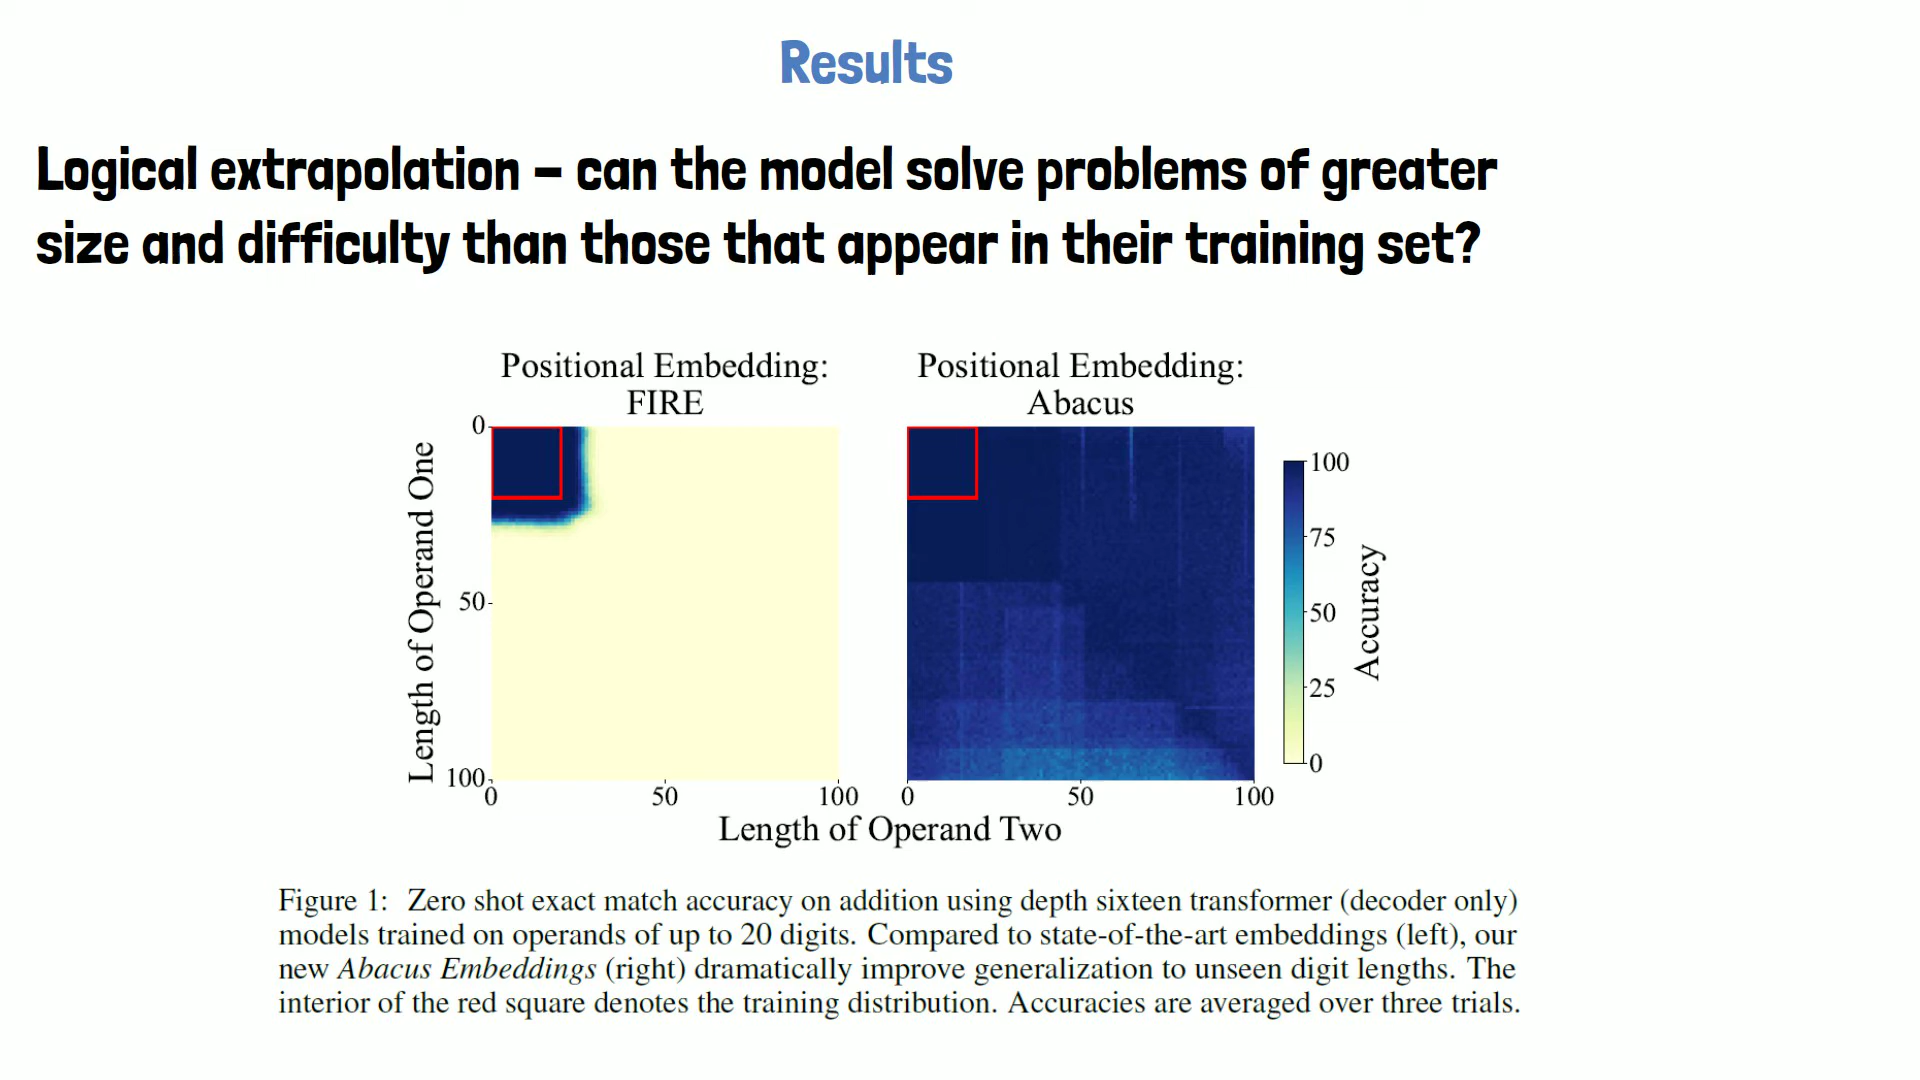 Results
Logical extrapolation – can the model solve problems of greater
size and difficulty than those that appear in their training set?
Positional Embedding:
FIRE
Positional Embedding:
Abacus
Length of Operand One
0
50
100
0
50
100
0
50
100
Length of Operand Two
100
75
50
25
0
Accuracy
Figure 1: Zero shot exact match accuracy on addition using depth sixteen transformer (decoder only)
models trained on operands of up to 20 digits. Compared to state-of-the-art embeddings (left), our
new Abacus Embeddings (right) dramatically improve generalization to unseen digit lengths. The
interior of the red square denotes the training distribution. Accuracies are averaged over three trials.